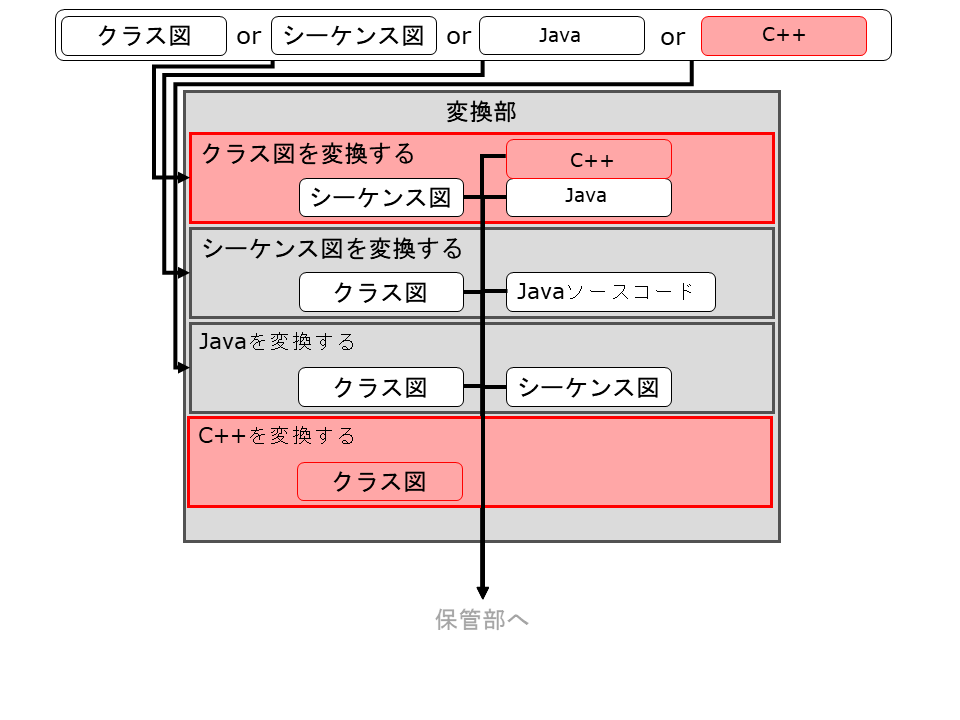 クラス図 or シーケンス図 or Java or C++
変換部
クラス図を変換する
C++
シーケンス図 Java
シーケンス図を変換する
クラス図 Javaソースコード
Javaを変換する
クラス図 シーケンス図
C++を変換する
クラス図
保管部へ